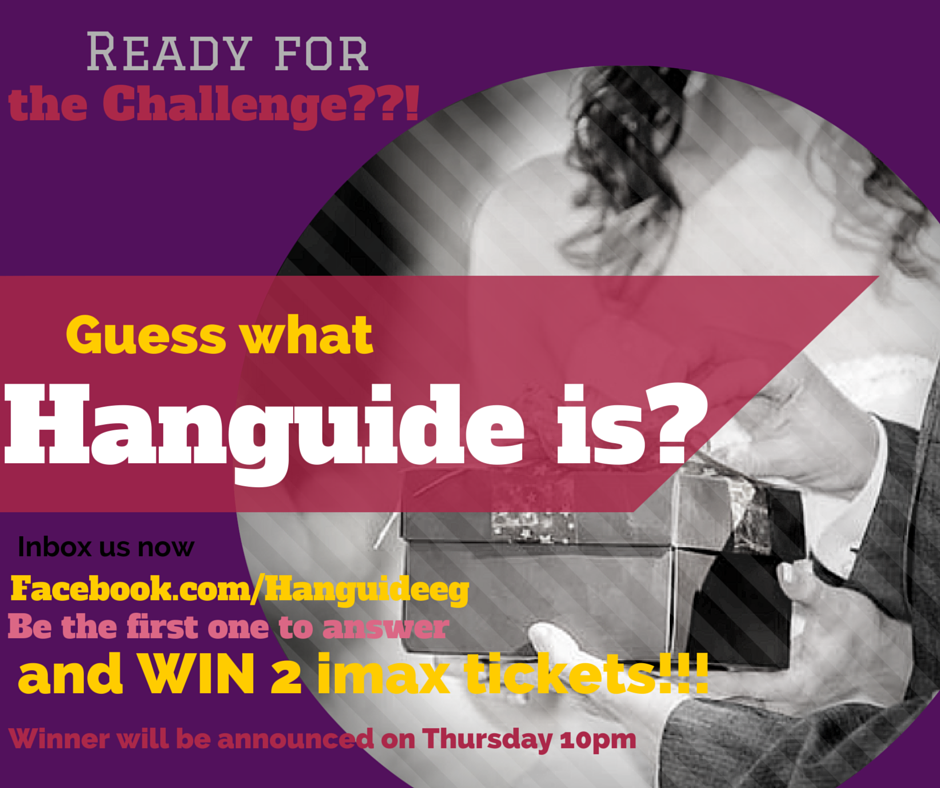 Ready for
the Challenge??!
Guess what
Hanguide is?
Inbox us now
Facebook.com/Hanguideeg
Be the first one to answer
and WIN 2 imax tickets!!!
Winner will be announced on Thursday 10pm